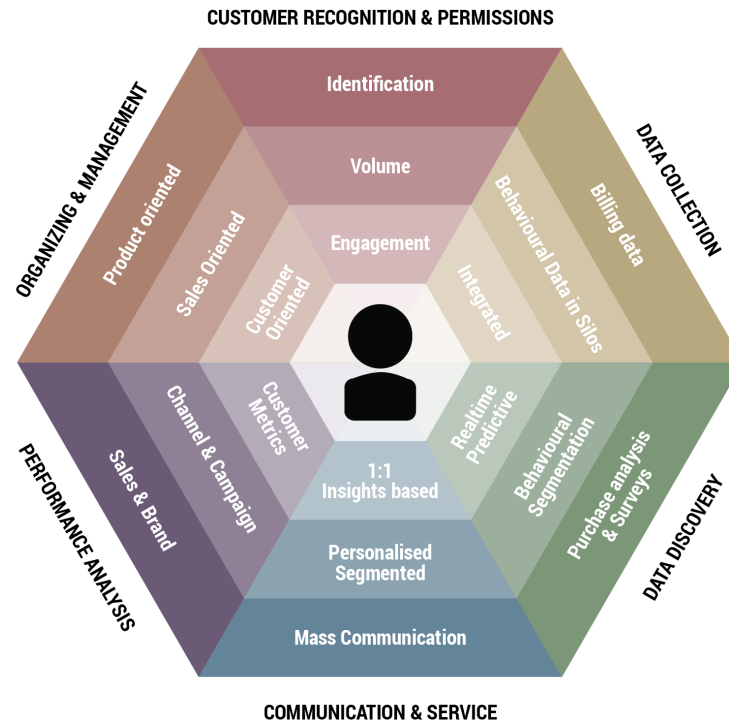 CUSTOMER RECOGNITION & PERMISSIONS
Identification
Volume
Engagement
DATA COLLECTION
Billing data
Behavioural Data in Silos
Integrated
DATA DISCOVERY
Purchase analysis
& Surveys
Behavioural
Segmentation
Realtime
Predictive
COMMUNICATION & SERVICE
1:1
Insights based
Personalised
Segmented
Mass Communication
PERFORMANCE ANALYSIS
Sales & Brand
Channel & Campaign
Customer
Metrics
ORGANIZING & MANAGEMENT
Product oriented
Sales Oriented
Customer
Oriented